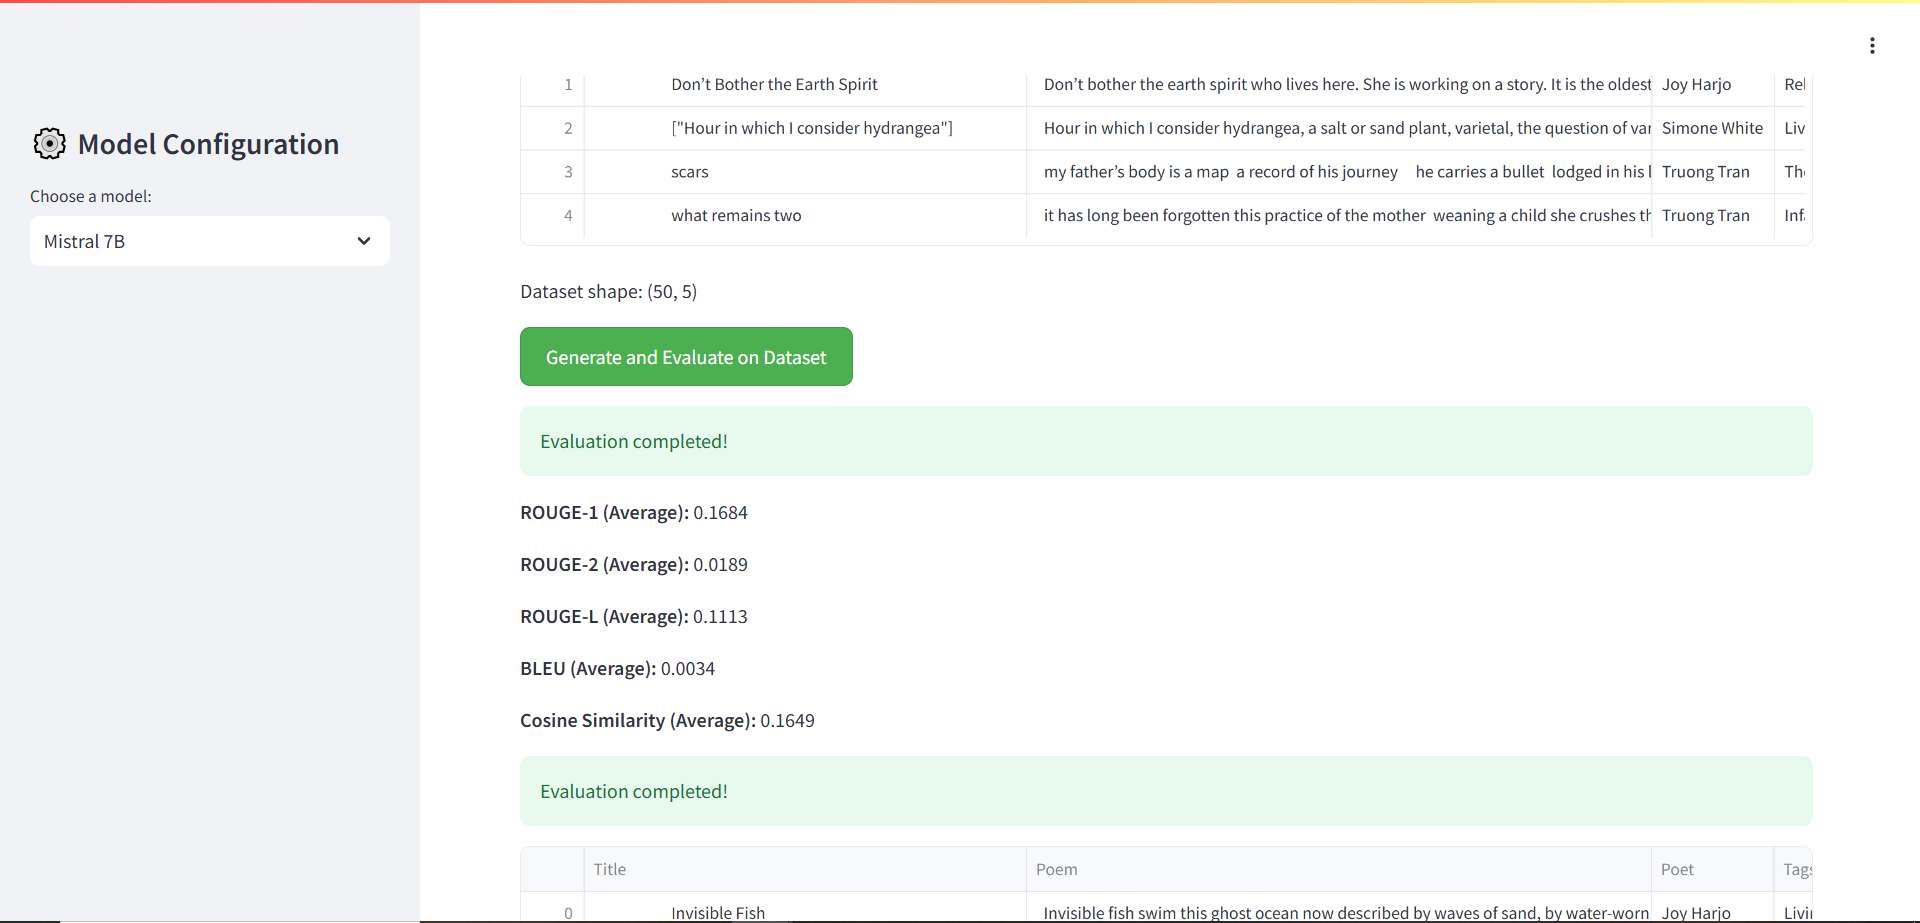 Model Configuration
Choose a model:
Mistral 7B
1 Don’t Bother the Earth Spirit Don’t bother the earth spirit who lives here. She is working on a story. It is the oldest Joy Harjo Rel
2 ["Hour in which I consider hydrangea"] Hour in which I consider hydrangea, a salt or sand plant, varietal, the question of var Simone White Liv
3 scars my father’s body is a map a record of his journey he carries a bullet lodged in his l Truong Tran The
4 what remains two it has long been forgotten this practice of the mother weaning a child she crushes th Truong Tran Inf
Dataset shape: (50, 5)
Generate and Evaluate on Dataset
Evaluation completed!
ROUGE-1 (Average): 0.1684
ROUGE-2 (Average): 0.0189
ROUGE-L (Average): 0.1113
BLEU (Average): 0.0034
Cosine Similarity (Average): 0.1649
Evaluation completed!
Title Poem Poet Tags
0 Invisible Fish Invisible fish swim this ghost ocean now described by waves of sand, by water-worn Joy Harjo Livi